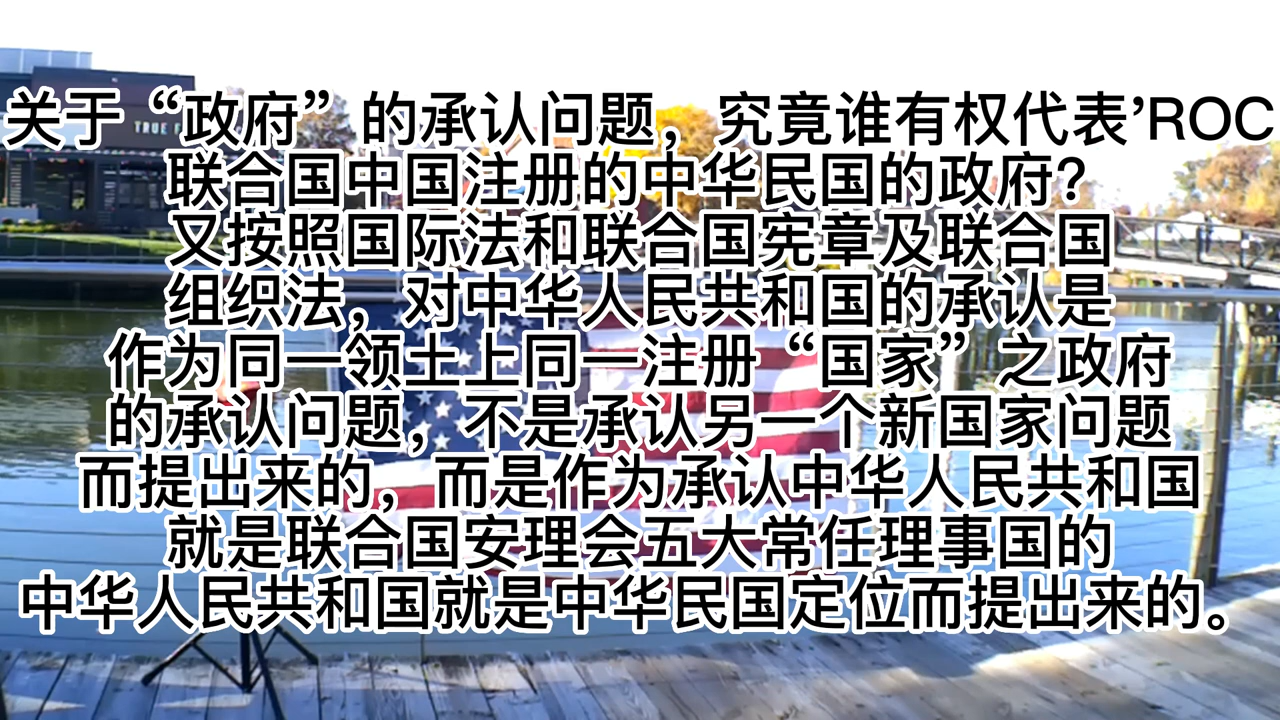 关于“政府”的承认问题，究竟谁有权代表’ROC
联合国中国注册的中华民国的政府？
又按照国际法和联合国宪章及联合国
组织法，对中华人民共和国的承认是
作为同一领土上同一注册“国家”之政府
的承认问题，不是承认另一个新国家问题
而提出来的，而是作为承认中华人民共和国
就是联合国安理会五大常任理事国的
中华人民共和国就是中华民国定位而提出来的。
TRUE F